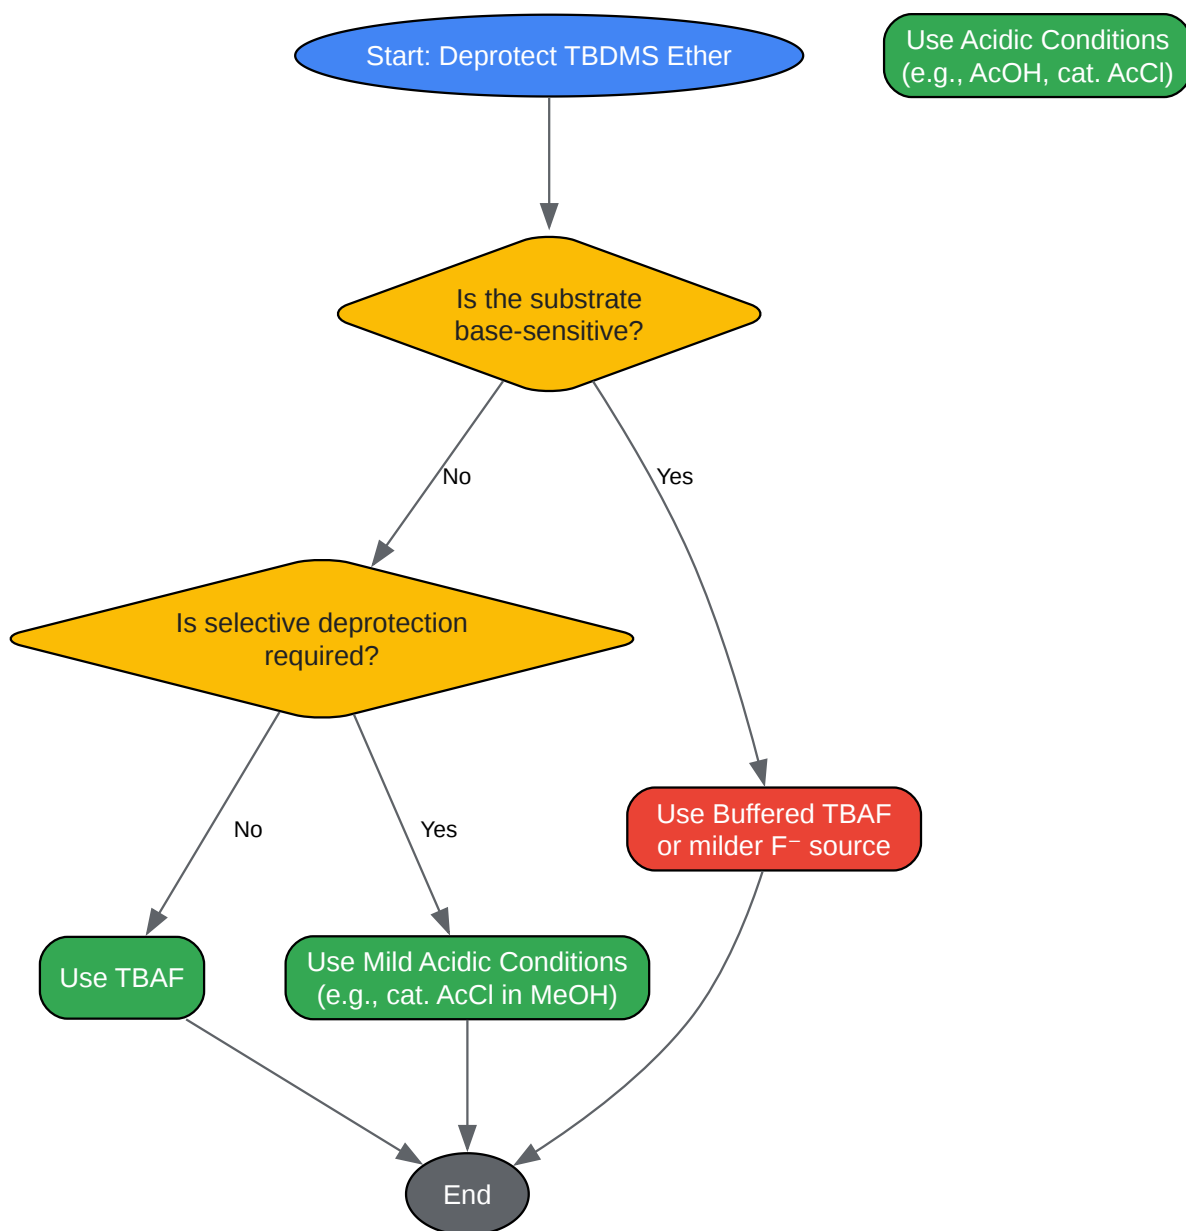 Start: Deprotect TBDMS Ether
Use Acidic Conditions
(e.g., AcOH, cat. AcCl)
Is the substrate
base-sensitive?
No
Yes
Is selective deprotection
required?
No
Yes
Use Buffered TBAF
or milder F⁻ source
Use TBAF
Use Mild Acidic Conditions
(e.g., cat. AcCl in MeOH)
End